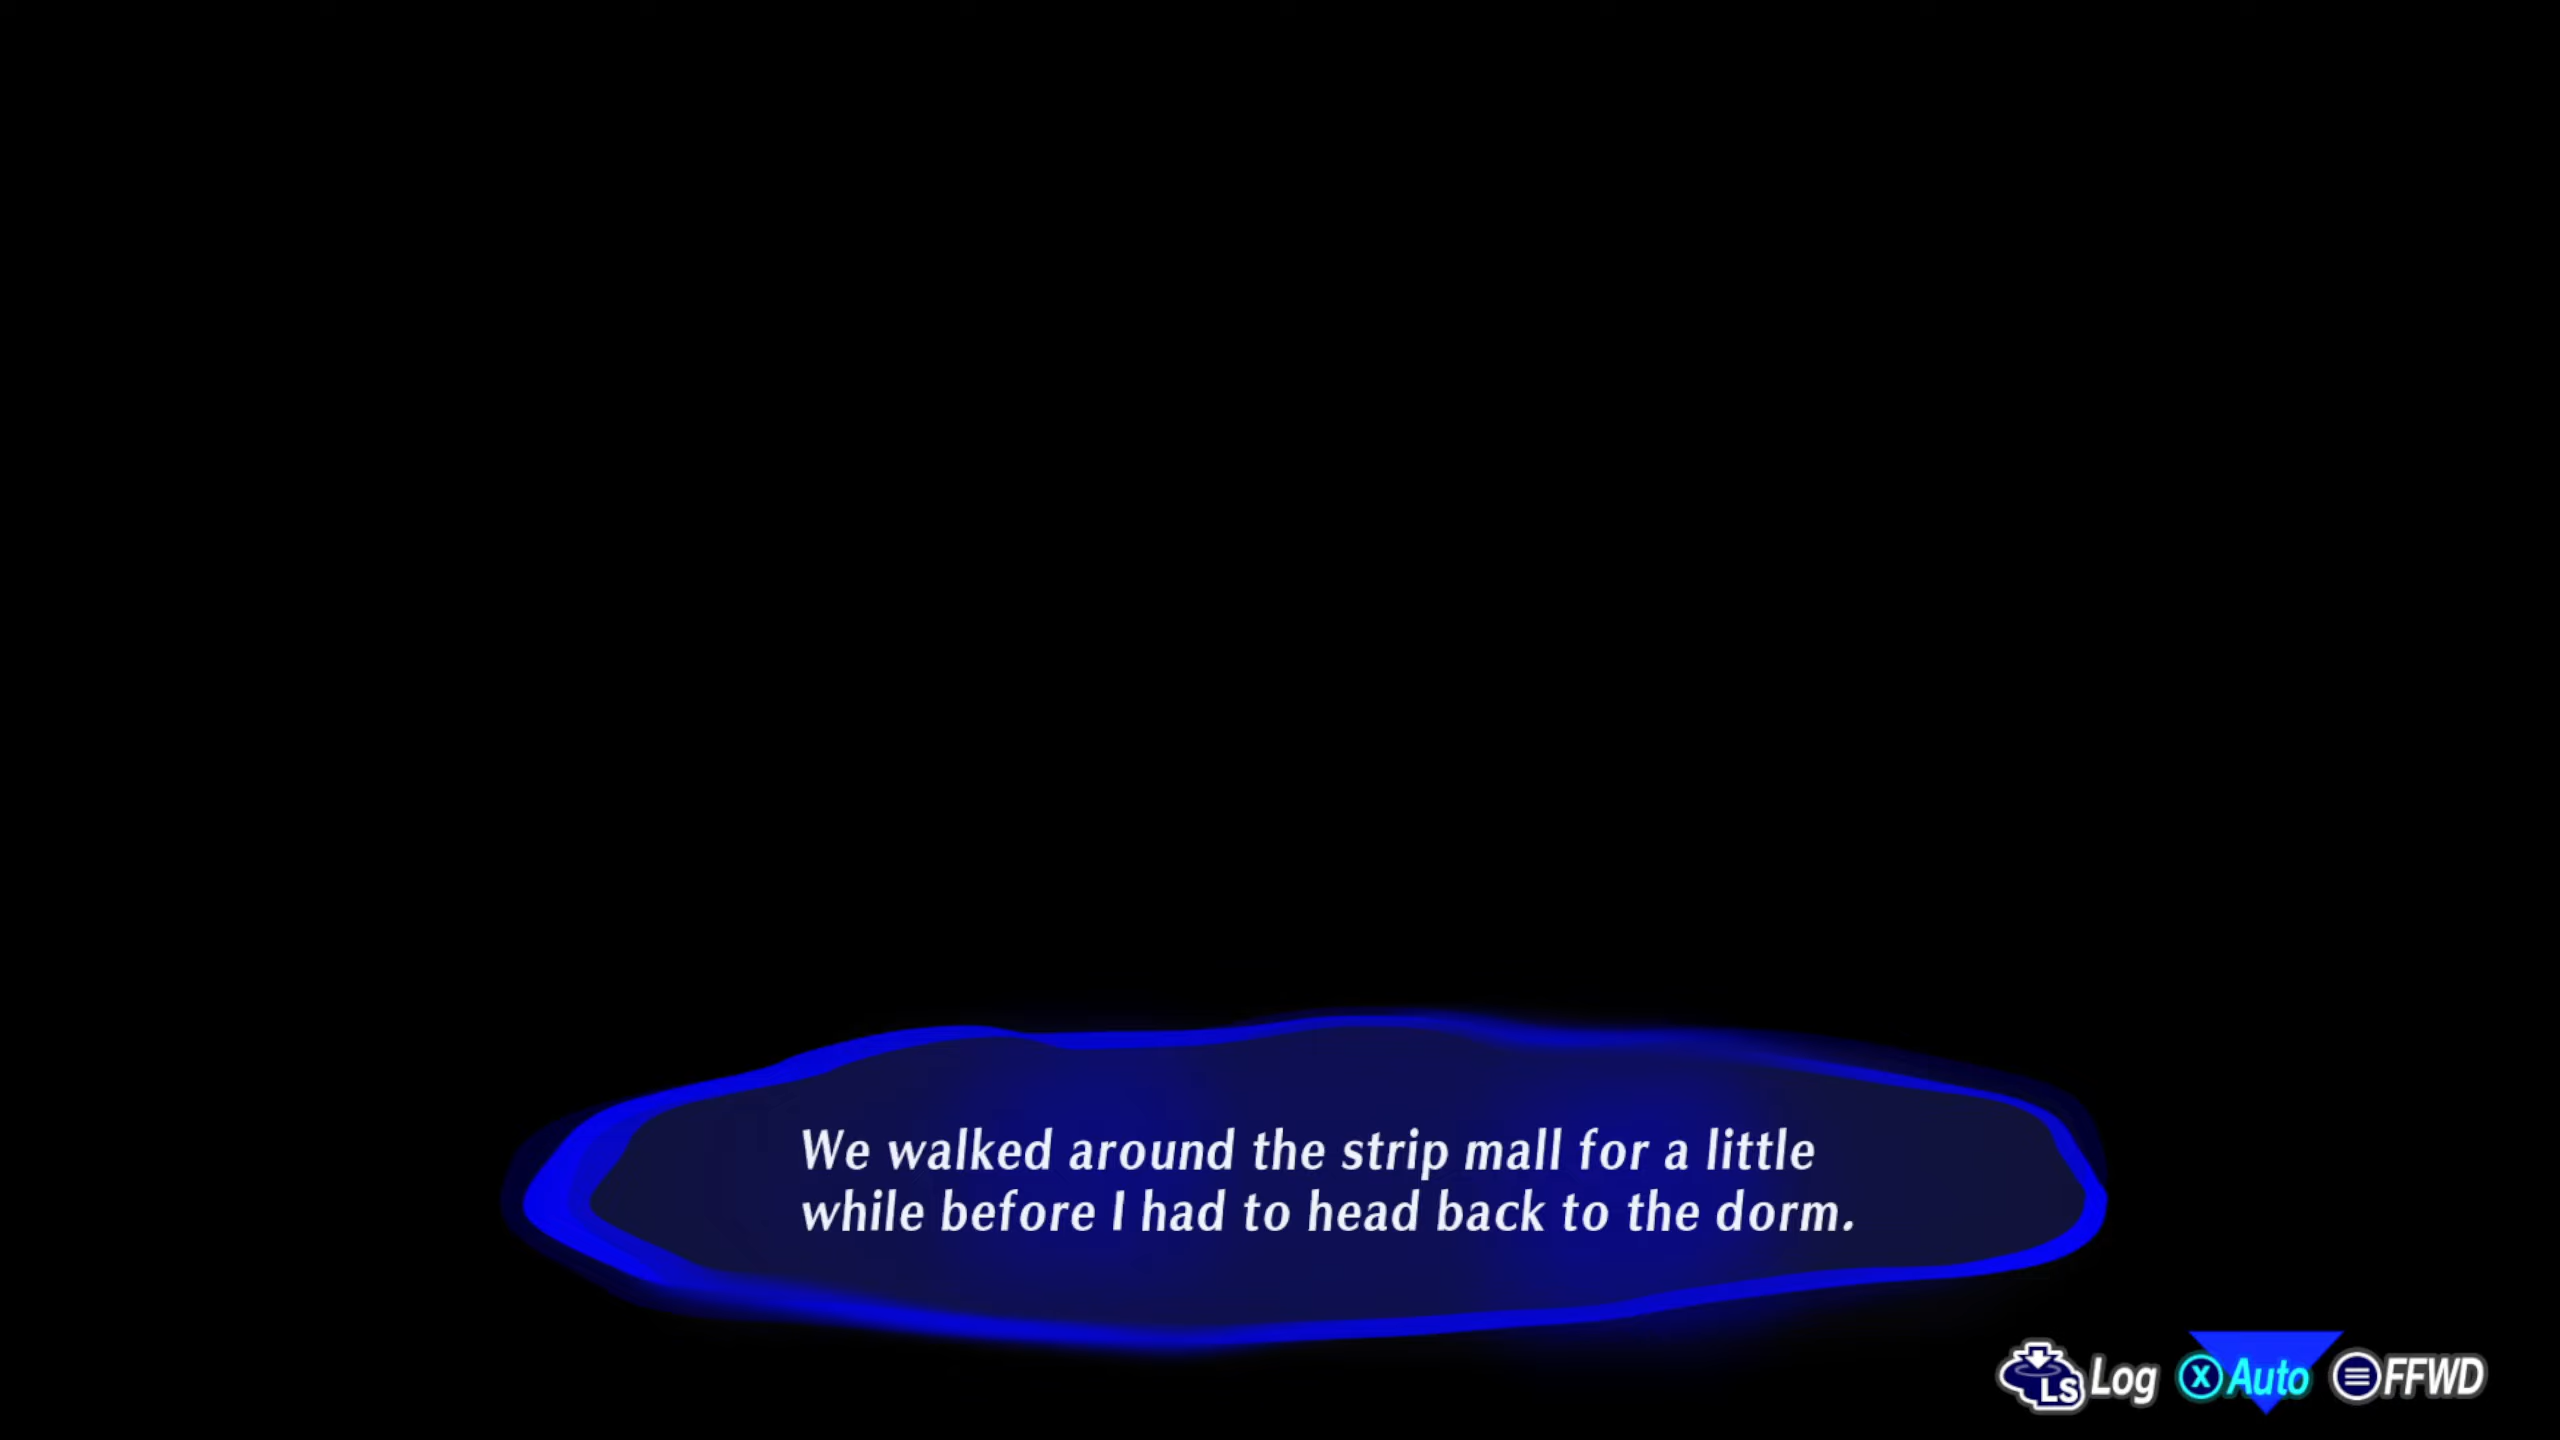 We walked around the strip mall for a little
while before I had to head back to the dorm.
LS Log X Auto FFWD